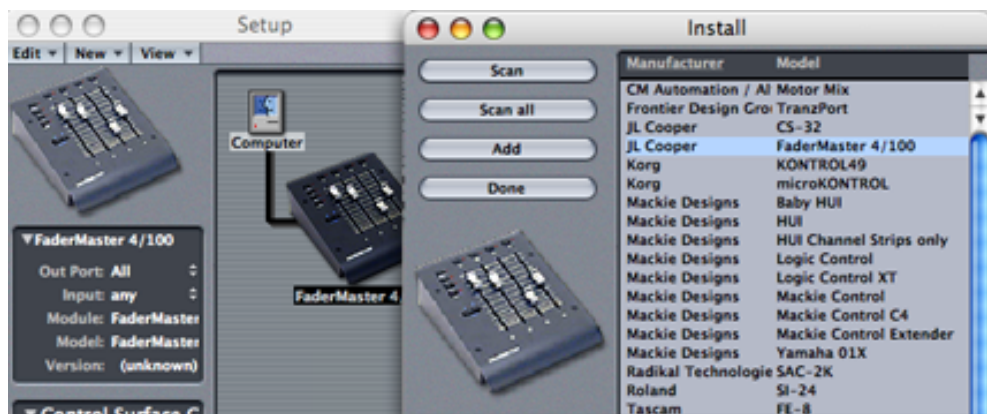 Setup
Edit New View
Computer
FaderMaster 4
FaderMaster 4/100
Out Port: All
Input: any
Module: FaderMaster
Model: FaderMaster
Version: (unknown)
Control Surface G
Install
Scan
Scan all
Add
Done
Manufacturer Model
CM Automation / Al Motor Mix
Frontier Design Gro TranzPort
JL Cooper CS-32
JL Cooper FaderMaster 4/100
Korg KONTROL49
Korg microKONTROL
Mackie Designs Baby HUI
Mackie Designs HUI
Mackie Designs HUI Channel Strips only
Mackie Designs Logic Control
Mackie Designs Logic Control XT
Mackie Designs Mackie Control
Mackie Designs Mackie Control C4
Mackie Designs Mackie Control Extender
Mackie Designs Yamaha 01X
Radikal Technologie SAC-2K
Roland SI-24
Tascam FE-8